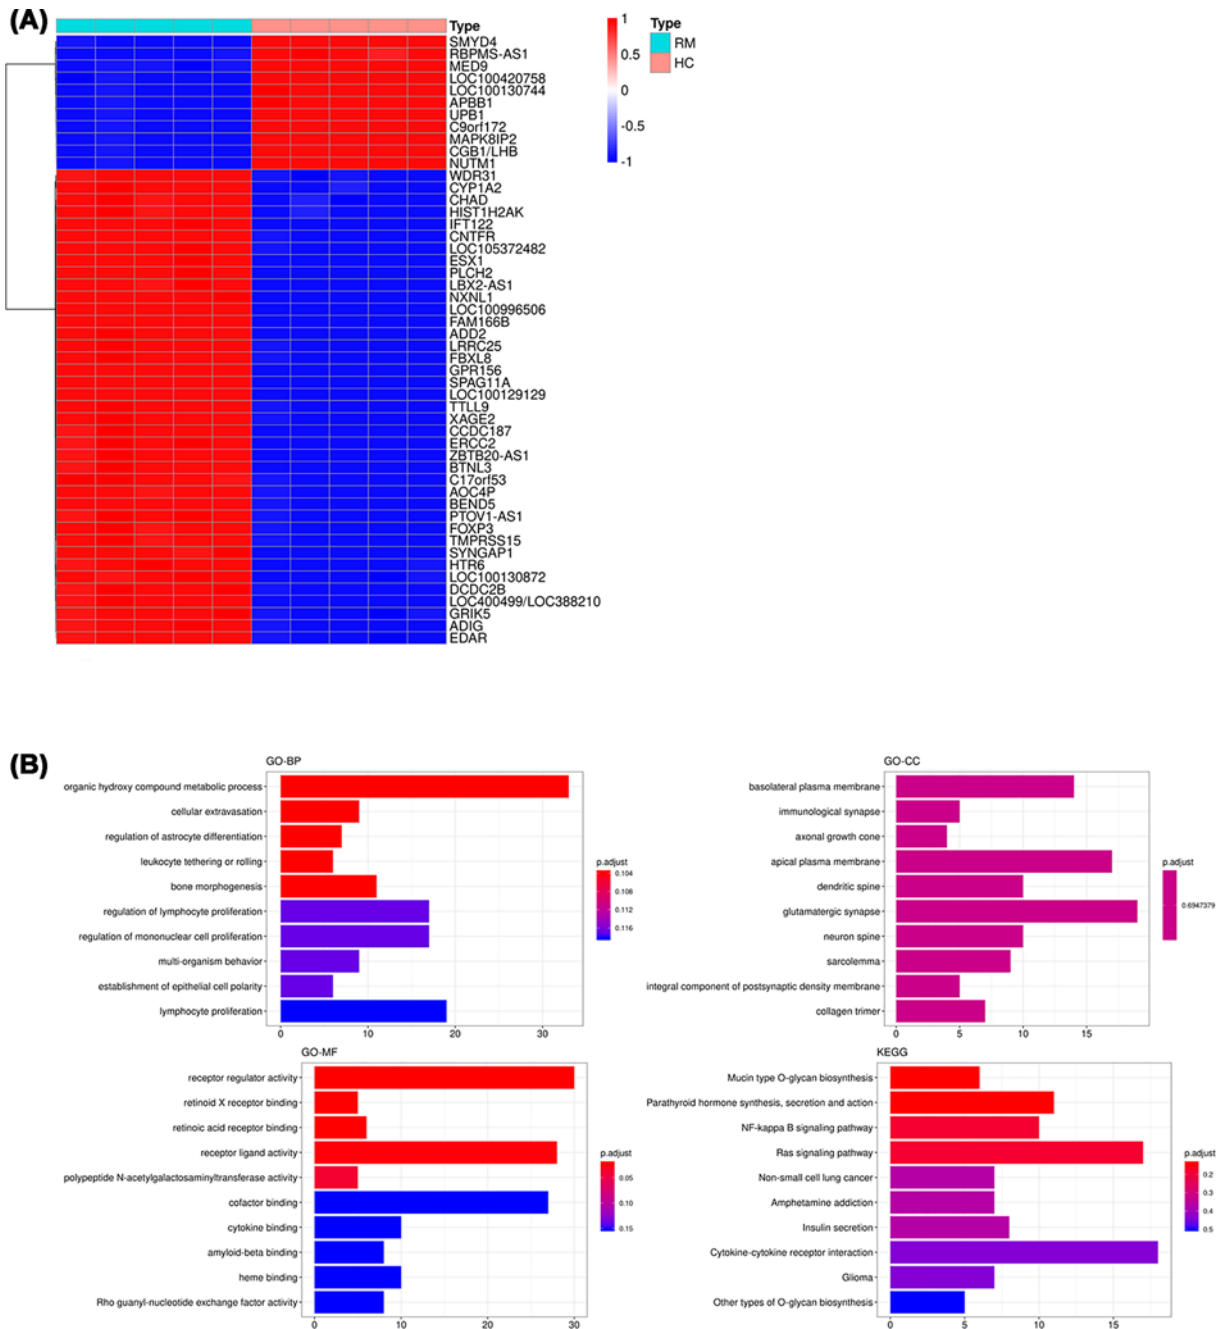 (A)
Type
SMYD4
RBPMS-AS1
MED9
LOC100420758
LOC100130744
APBB1
UPB1
C9orf172
MAPK8IP2
CGB1/LHB
NUTM1
WDR31
CYP1A2
CHAD
HIST1H2AK
IFT122
CNTFR
LOC105372482
ESX1
PLCH2
LBX2-AS1
NXNL1
LOC100996506
FAM166B
ADD2
LRRC25
FBXL8
GPR156
SPAG11A
LOC100129129
TTLL9
XAGE2
CCDC187
ERCC2
ZBTB20-AS1
BTNL3
C17orf53
AOC4P
BEND5
PTOV1-AS1
FOXP3
TMPRSS15
SYNGAP1
HTR6
LOC100130872
DCDC2B
LOC400499/LOC388210
GRIK5
ADIG
EDAR
1
0.5
0
-0.5
-1
Type
RM
HC
(B)
GO-BP
organic hydroxy compound metabolic process
cellular extravasation
regulation of astrocyte differentiation
leukocyte tethering or rolling
bone morphogenesis
regulation of lymphocyte proliferation
regulation of mononuclear cell proliferation
multi-organism behavior
establishment of epithelial cell polarity
lymphocyte proliferation
0 10 20 30
p.adjust
0.104
0.108
0.112
0.116
GO-CC
basolateral plasma membrane
immunological synapse
axonal growth cone
apical plasma membrane
dendritic spine
glutamatergic synapse
neuron spine
sarcolemma
integral component of postsynaptic density membrane
collagen trimer
0 5 10 15
p.adjust
0.6947379
GO-MF
receptor regulator activity
retinoid X receptor binding
retinoic acid receptor binding
receptor ligand activity
polypeptide N-acetylgalactosaminyltransferase activity
cofactor binding
cytokine binding
amyloid-beta binding
heme binding
Rho guanyl-nucleotide exchange factor activity
0 10 20 30
p.adjust
0.05
0.10
0.15
KEGG
Mucin type O-glycan biosynthesis
Parathyroid hormone synthesis, secretion and action
NF-kappa B signaling pathway
Ras signaling pathway
Non-small cell lung cancer
Amphetamine addiction
Insulin secretion
Cytokine-cytokine receptor interaction
Glioma
Other types of O-glycan biosynthesis
0 5 10 15
p.adjust
0.2
0.3
0.4
0.5